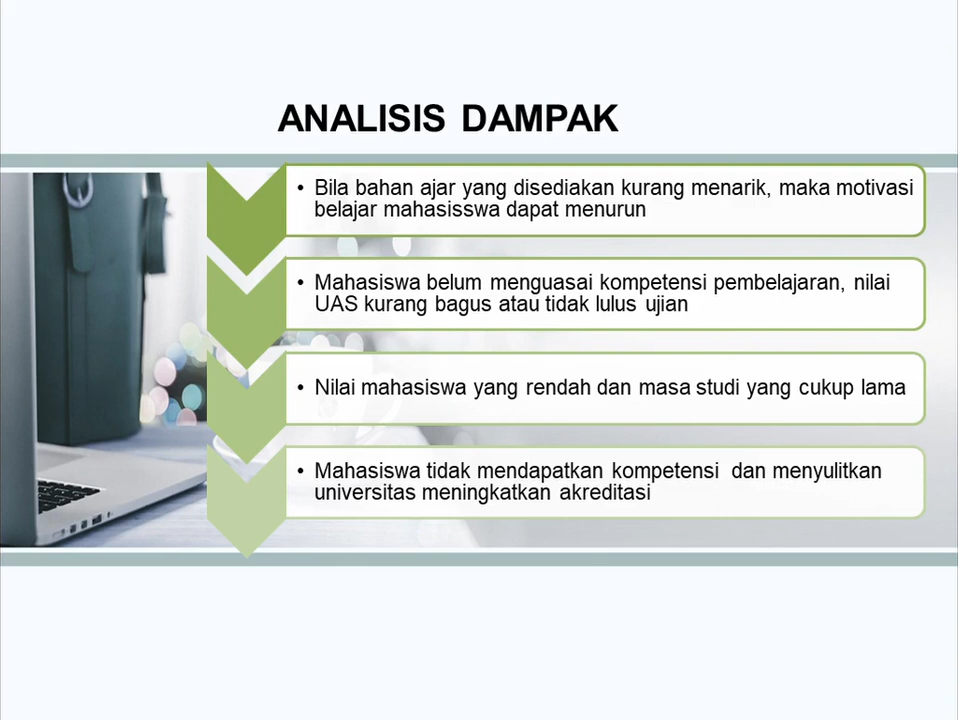 ANALISIS DAMPAK
• Bila bahan ajar yang disediakan kurang menarik, maka motivasi
belajar mahasisswa dapat menurun
• Mahasiswa belum menguasai kompetensi pembelajaran, nilai
UAS kurang bagus atau tidak lulus ujian
• Nilai mahasiswa yang rendah dan masa studi yang cukup lama
• Mahasiswa tidak mendapatkan kompetensi  dan menyulitkan
universitas meningkatkan akreditasi